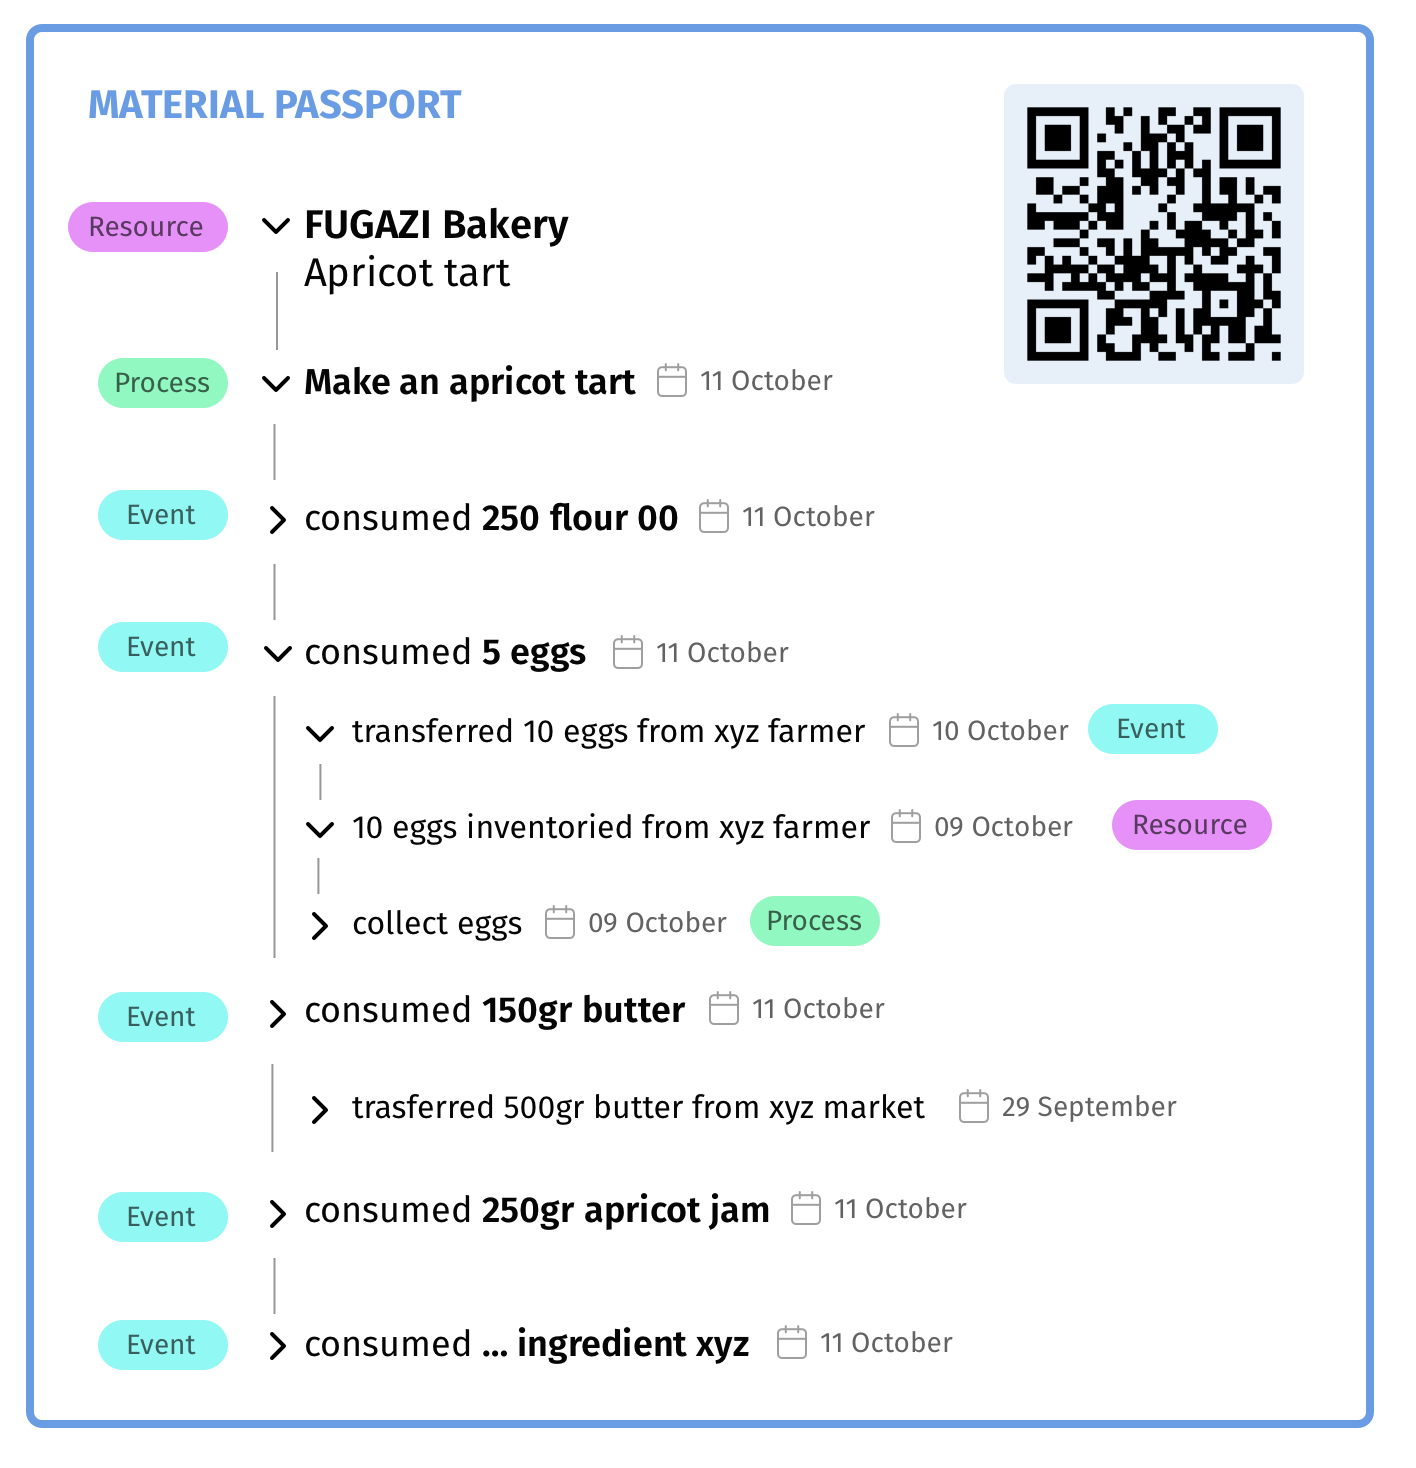 MATERIAL PASSPORT
Resource FUGAZI Bakery
Apricot tart
Process Make an apricot tart 11 October
Event consumed 250 flour 00 11 October
Event consumed 5 eggs 11 October
transferred 10 eggs from xyz farmer 10 October Event
10 eggs inventoried from xyz farmer 09 October Resource
collect eggs 09 October Process
Event consumed 150gr butter 11 October
trasferred 500gr butter from xyz market 29 September
Event consumed 250gr apricot jam 11 October
Event consumed ... ingredient xyz 11 October